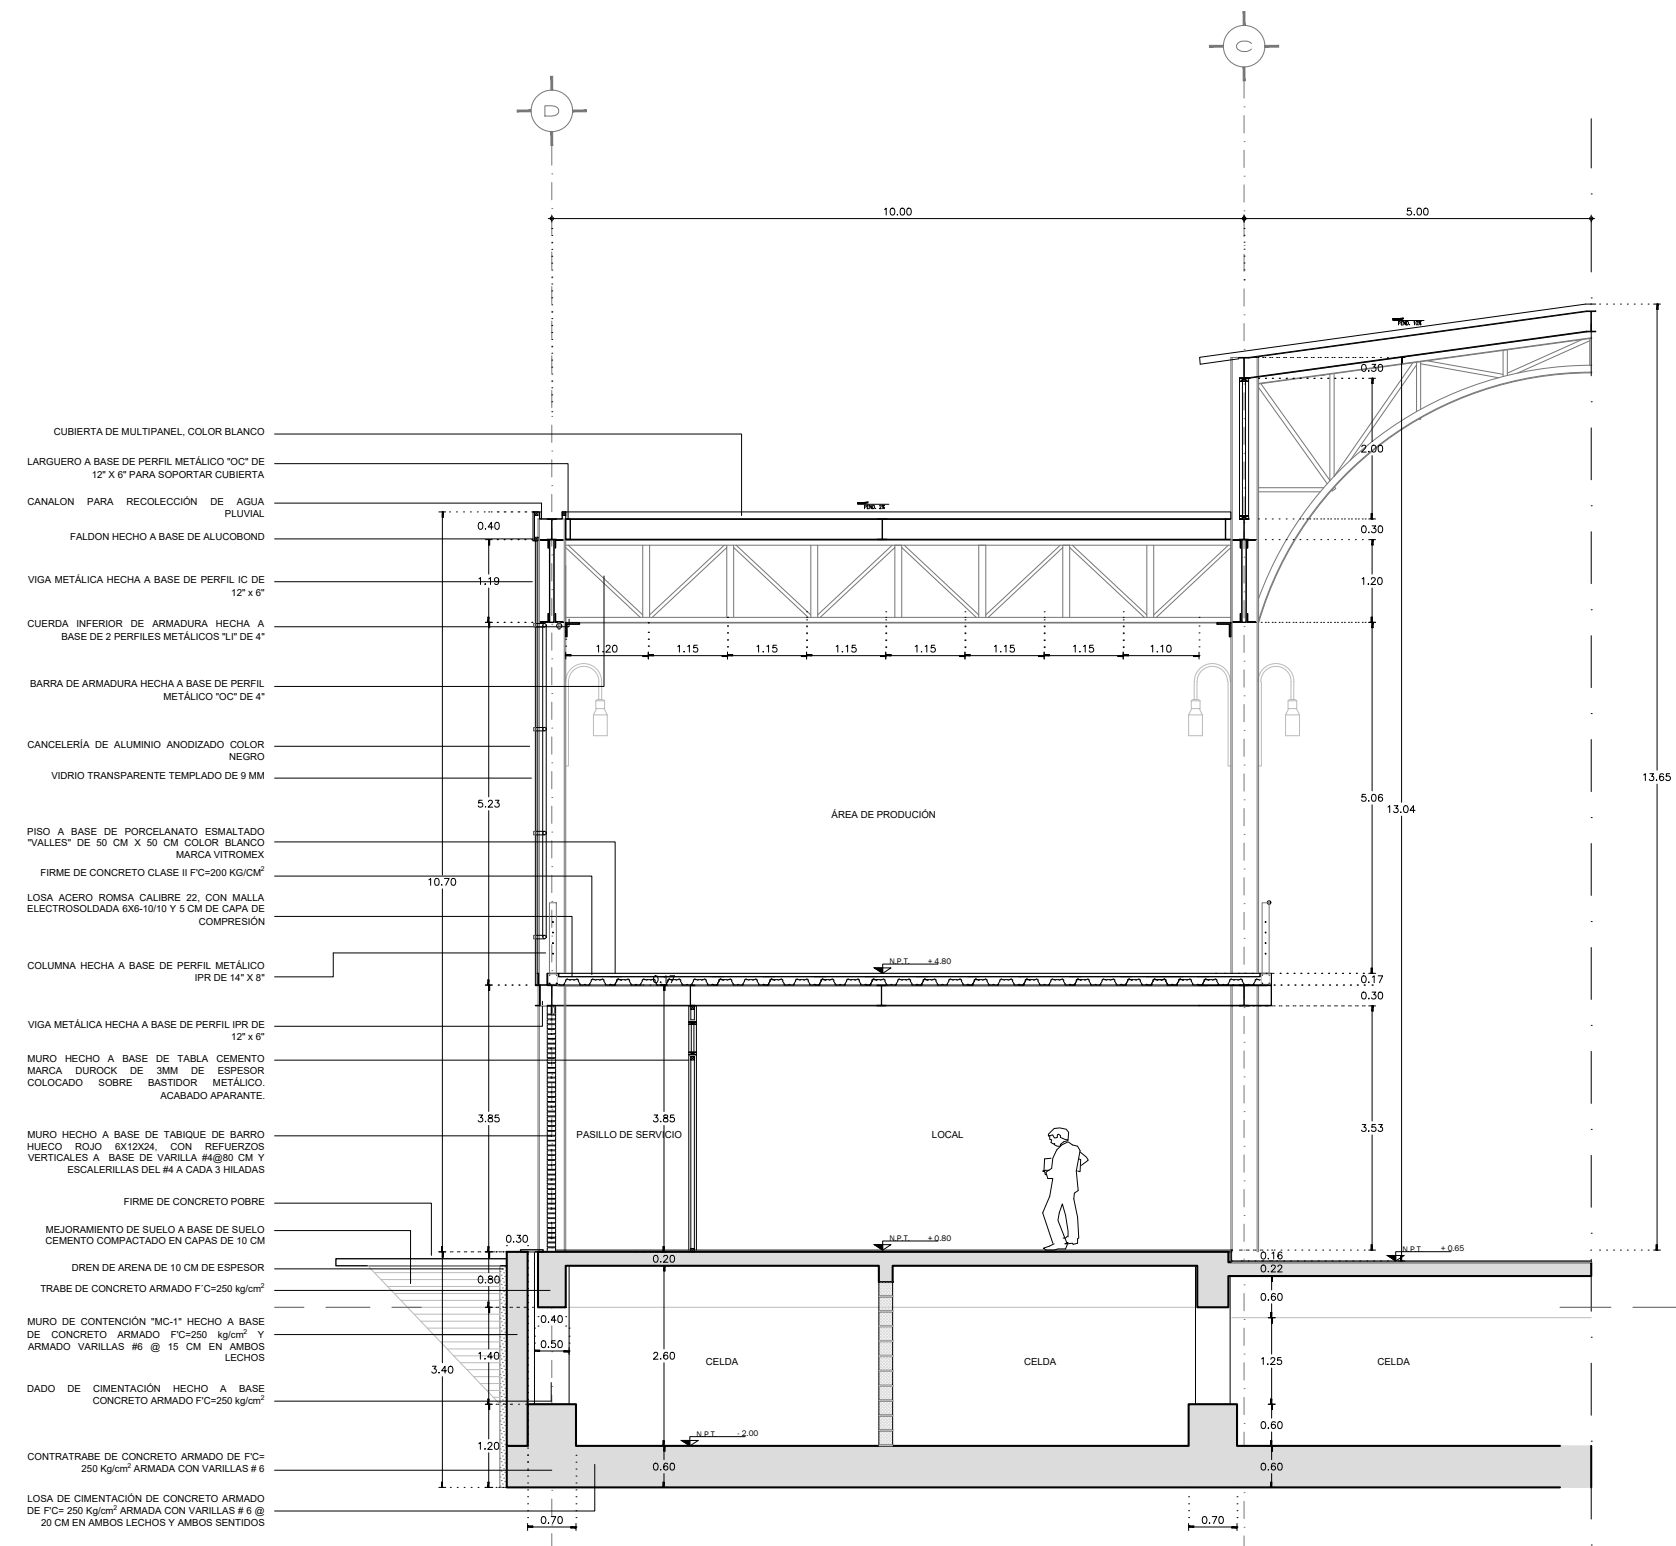 C
D
10.00
5.00
PEND. 10%
0.30
2.00
0.30
1.20
5.06
13.04
13.65
CUBIERTA DE MULTIPANEL, COLOR BLANCO
LARGUERO A BASE DE PERFIL METÁLICO "OC" DE
12" X 6" PARA SOPORTAR CUBIERTA
CANALON PARA RECOLECCIÓN DE AGUA
PLUVIAL
FALDON HECHO A BASE DE ALUCOBOND
VIGA METÁLICA HECHA A BASE DE PERFIL IC DE
12" x 6"
CUERDA INFERIOR DE ARMADURA HECHA A
BASE DE 2 PERFILES METÁLICOS "LI" DE 4"
BARRA DE ARMADURA HECHA A BASE DE PERFIL
METÁLICO "OC" DE 4"
CANCELERÍA DE ALUMINIO ANODIZADO COLOR
NEGRO
VIDRIO TRANSPARENTE TEMPLADO DE 9 MM
PISO A BASE DE PORCELANATO ESMALTADO
"VALLES" DE 50 CM X 50 CM COLOR BLANCO
MARCA VITROMEX
FIRME DE CONCRETO CLASE II F'C=200 KG/CM²
LOSA ACERO ROMSA CALIBRE 22, CON MALLA
ELECTROSOLDADA 6X6-10/10 Y 5 CM DE CAPA DE
COMPRESIÓN
COLUMNA HECHA A BASE DE PERFIL METÁLICO
IPR DE 14" X 8"
VIGA METÁLICA HECHA A BASE DE PERFIL IPR DE
12" x 6"
MURO HECHO A BASE DE TABLA CEMENTO
MARCA DUROCK DE 3MM DE ESPESOR
COLOCADO SOBRE BASTIDOR METÁLICO.
ACABADO APARANTE.
MURO HECHO A BASE DE TABIQUE DE BARRO
HUECO ROJO 6X12X24, CON REFUERZOS
VERTICALES A BASE DE VARILLA #4@80 CM Y
ESCALERILLAS DEL #4 A CADA 3 HILADAS
FIRME DE CONCRETO POBRE
MEJORAMIENTO DE SUELO A BASE DE SUELO
CEMENTO COMPACTADO EN CAPAS DE 10 CM
DREN DE ARENA DE 10 CM DE ESPESOR
TRABE DE CONCRETO ARMADO F´C=250 kg/cm²
MURO DE CONTENCIÓN "MC-1" HECHO A BASE
DE CONCRETO ARMADO F'C=250 kg/cm² Y
ARMADO VARILLAS #6 @ 15 CM EN AMBOS
LECHOS
DADO DE CIMENTACIÓN HECHO A BASE
CONCRETO ARMADO F'C=250 kg/cm²
CONTRATRABE DE CONCRETO ARMADO DE F'C=
250 Kg/cm² ARMADA CON VARILLAS # 6
LOSA DE CIMENTACIÓN DE CONCRETO ARMADO
DE F'C= 250 Kg/cm² ARMADA CON VARILLAS # 6 @
20 CM EN AMBOS LECHOS Y AMBOS SENTIDOS
PEND. 2%
0.40
1.19
5.23
10.70
3.85
0.30
0.80
1.40
3.40
1.20
1.20
1.15
1.15
1.15
1.15
1.15
1.15
1.10
ÁREA DE PRODUCIÓN
N.P.T. + 4.80
0.17
0.17
0.30
3.85
3.53
PASILLO DE SERVICIO
LOCAL
N.P.T. + 0.80
N.P.T. + 0.65
0.20
0.16
0.22
0.60
0.40
0.50
2.60
1.25
CELDA
CELDA
CELDA
N.P.T. - 2.00
0.60
0.60
0.60
0.70
0.70